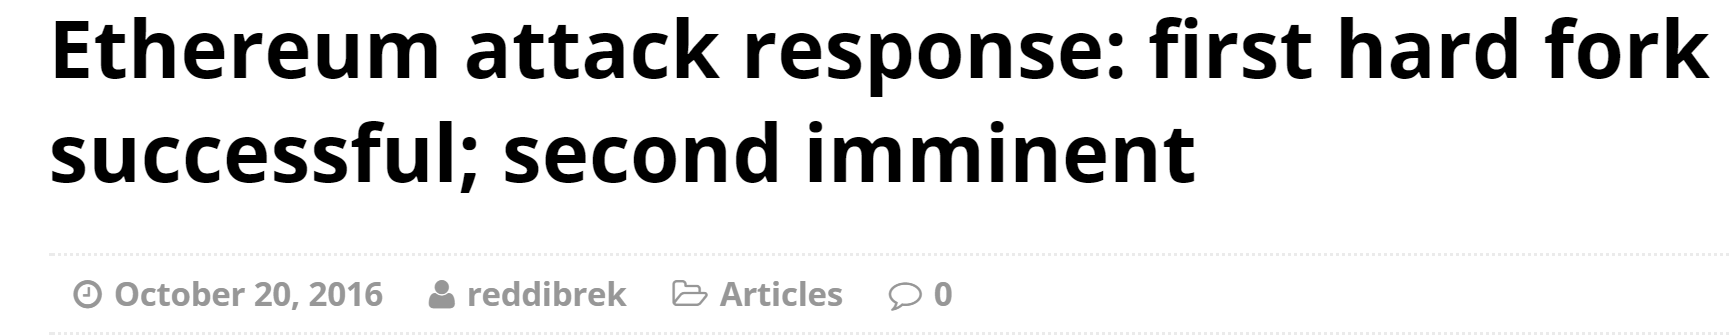 Ethereum attack response: first hard fork
successful; second imminent
October 20, 2016 reddibrek Articles 0